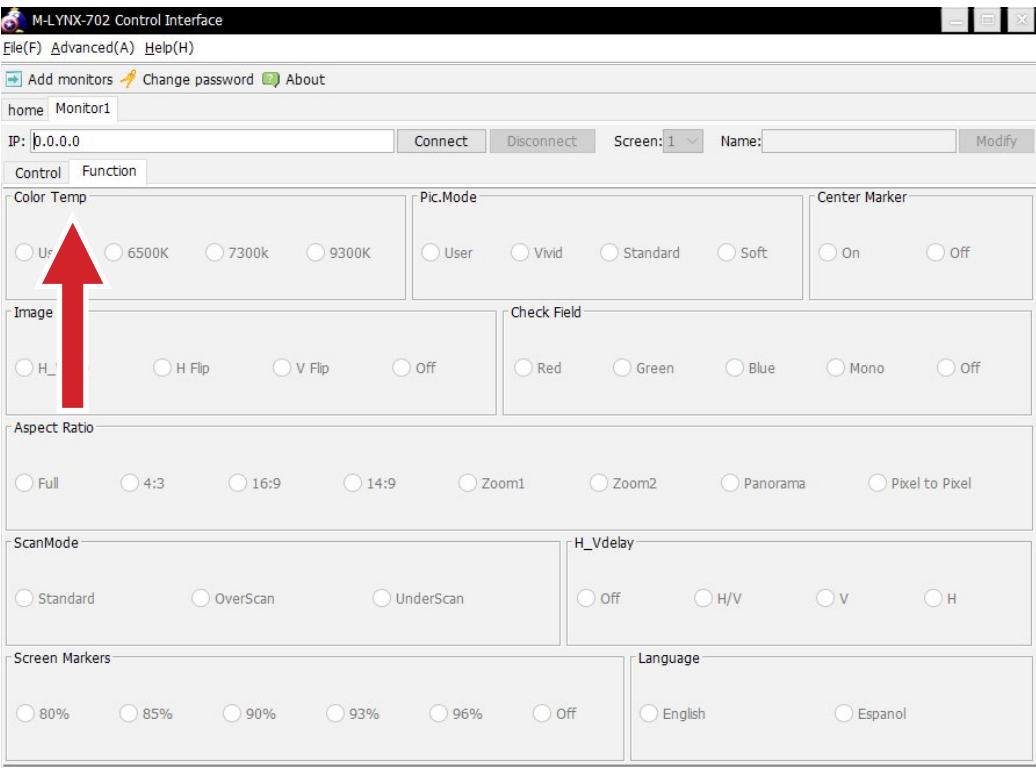 M-LYNX-702 Control Interface
File(F) Advanced(A) Help(H)
Add monitors Change password About
home Monitor1
IP: 0.0.0.0 Connect Disconnect Screen: 1 Name: Modify
Control Function
Color Temp Pic.Mode Center Marker
6500K 7300k 9300K User Vivid Standard Soft On Off
Image Check Field
H Flip V Flip Off Red Green Blue Mono Off
Aspect Ratio
Full 4:3 16:9 14:9 Zoom1 Zoom2 Panorama Pixel to Pixel
ScanMode H_Vdelay
Standard OverScan UnderScan Off H/V V H
Screen Markers Language
80% 85% 90% 93% 96% Off English Espanol